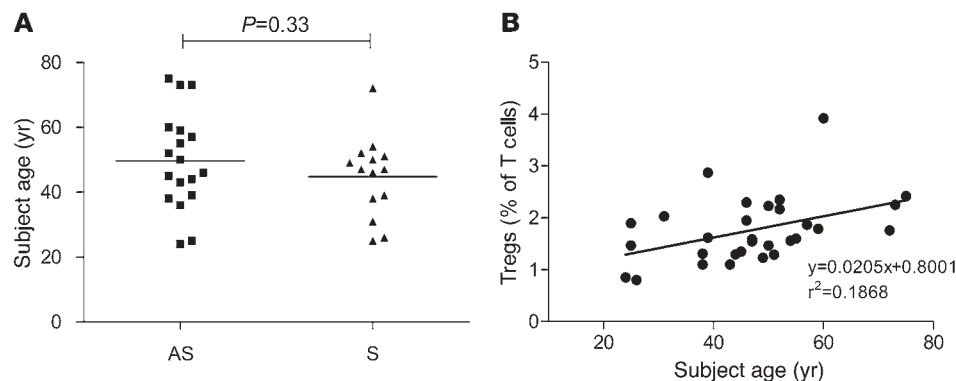 A
P=0.33
Subject age (yr)
80
60
40
20
0
AS
S
B
Tregs (% of T cells)
5
4
3
2
1
0
y=0.0205x+0.8001
r²=0.1868
20
40
60
80
Subject age (yr)